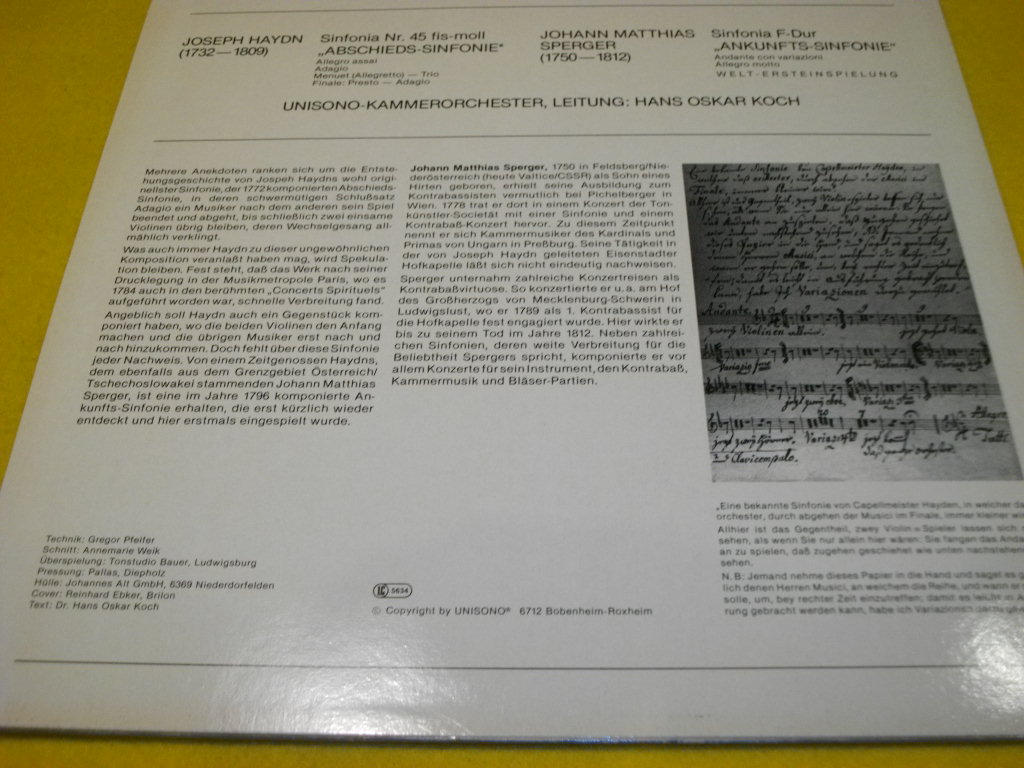 JOSEPH HAYDN
(1732—1809)
Sinfonia Nr. 45 fis-moll
„ABSCHIEDS-SINFONIE“
Allegro assai
Adagio
Menuet (Allegretto) — Trio
Finale: Presto — Adagio
JOHANN MATTHIAS
SPERGER
(1750—1812)
Sinfonia F-Dur
„ANKUNFTS-SINFONIE“
Andante con variazioni
Allegro molto
WELT-ERSTEINSPIELUNG
UNISONO-KAMMERORCHESTER, LEITUNG: HANS OSKAR KOCH
Mehrere Anekdoten ranken sich um die Entste-
hungsgeschichte von Jospeh Haydns wohl origi-
nellster Sinfonie, der 1772 komponierten Abschieds-
Sinfonie, in deren schwermütigen Schlußsatz
Adagio ein Musiker nach dem anderen sein Spiel
beendet und abgeht, bis schließlich zwei einsame
Violinen übrig bleiben, deren Wechselgesang all-
mählich verklingt.
Was auch immer Haydn zu dieser ungewöhnlichen
Komposition veranlaßt haben mag, wird Spekula-
tion bleiben. Fest steht, daß das Werk nach seiner
Drucklegung in der Musikmetropole Paris, wo es
1784 auch in den berühmten „Concerts Spirituels“
aufgeführt worden war, schnelle Verbreitung fand.
Angeblich soll Haydn auch ein Gegenstück kom-
poniert haben, wo die beiden Violinen den Anfang
machen und die übrigen Musiker erst nach und
nach hinzukommen. Doch fehlt über diese Sinfonie
jeder Nachweis. Von einem Zeitgenossen Haydns,
dem ebenfalls aus dem Grenzgebiet Österreich/
Tschechoslowakei stammenden Johann Matthias
Sperger, ist eine im Jahre 1796 komponierte An-
kunfts-Sinfonie erhalten, die erst kürzlich wieder
entdeckt und hier erstmals eingespielt wurde.
Johann Matthias Sperger, 1750 in Feldsberg/Nie-
derösterreich (heute Valtice/CSSR) als Sohn eines
Hirten geboren, erhielt seine Ausbildung zum
Kontrabassisten vermutlich bei Pichelberger in
Wien. 1778 trat er dort in einem Konzert der Ton-
künstler-Societät mit einer Sinfonie und einem
Kontrabaß-Konzert hervor. Zu diesem Zeitpunkt
nennt er sich Kammermusiker des Kardinals und
Primas von Ungarn in Preßburg. Seine Tätigkeit in
der von Joseph Haydn geleiteten Eisenstadter
Hofkapelle läßt sich nicht eindeutig nachweisen.
Sperger unternahm zahlreiche Konzertreisen als
Kontrabaßvirtuose. So konzertierte er u.a. am Hof
des Großherzogs von Mecklenburg-Schwerin in
Ludwigslust, wo er 1789 als 1. Kontrabassist für
die Hofkapelle fest engagiert wurde. Hier wirkte er
bis zu seinem Tod im Jahre 1812. Neben zahlrei-
chen Sinfonien, deren weite Verbreitung für die
Beliebtheit Spergers spricht, komponierte er vor
allem Konzerte für sein Instrument, den Kontrabaß,
Kammermusik und Bläser-Partien.
Andante.
zwey Violinen allein.
Clavicembalo.
„Eine bekannte Sinfonie von Capellmeister Hayden, in welcher da
orchester, durch abgehen der Musici im Finale, immer kleiner
Allhier ist das Gegentheil, zwey Violin=Spieler lassen sich
sehen, als wenn Sie nur allein hier wären: Sie fangen das Anda
an zu spielen, daß zugehen geschiehet wie unten nachstehen
sehen.
N.B: Jemand nehme dieses Papier in die Hand und sage es g
lich denen Herren Musici, an welchem die Reihe, und wann er
solle, um, bey rechter Zeit einzutreffen; damit es leicht in A
rung gebracht werden kann, habe ich Variazionen darzu
Technik: Gregor Pfeifer
Schnitt: Annemarie Weik
Überspielung: Tonstudio Bauer, Ludwigsburg
Pressung: Pallas, Diepholz
Hülle: Johannes Alt GmbH, 6369 Niederdorfelden
Cover: Reinhard Ebker, Brilon
Text: Dr. Hans Oskar Koch
LC 5634
© Copyright by UNISONO® 6712 Bobenheim-Roxheim